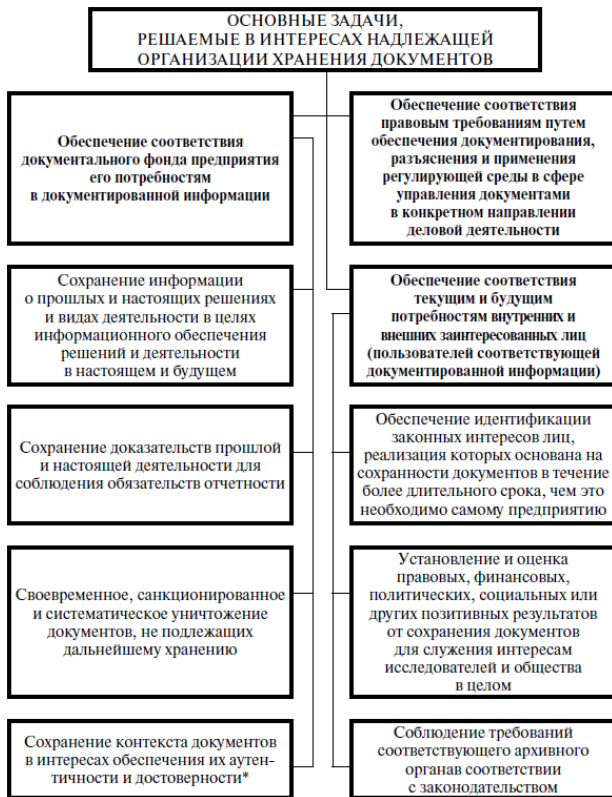 ОСНОВНЫЕ ЗАДАЧИ,
РЕШАЕМЫЕ В ИНТЕРЕСАХ НАДЛЕЖАЩЕЙ
ОРГАНИЗАЦИИ ХРАНЕНИЯ ДОКУМЕНТОВ
Обеспечение соответствия
документального фонда предприятия
его потребностям
в документированной информации
Обеспечение соответствия
правовым требованиям путем
обеспечения документирования,
разъяснения и применения
регулирующей среды в сфере
управления документами
в конкретном направлении
деловой деятельности
Сохранение информации
о прошлых и настоящих решениях
и видах деятельности в целях
информационного обеспечения
решений и деятельности
в настоящем и будущем
Обеспечение соответствия
текущим и будущим
потребностям внутренних и
внешних заинтересованных лиц
(пользователей соответствующей
документированной информации)
Сохранение доказательств прошлой
и настоящей деятельности для
соблюдения обязательств отчетности
Обеспечение идентификации
законных интересов лиц,
реализация которых основана на
сохранности документов в течение
более длительного срока, чем это
необходимо самому предприятию
Своевременное, санкционированное
и систематическое уничтожение
документов, не подлежащих
дальнейшему хранению
Установление и оценка
правовых, финансовых,
политических, социальных или
других позитивных результатов
от сохранения документов
для служения интересам
исследователей и общества
в целом
Сохранение контекста документов
в интересах обеспечения их аутен-
тичности и достоверности*
Соблюдение требований
соответствующего архивного
органав соответствии
с законодательством